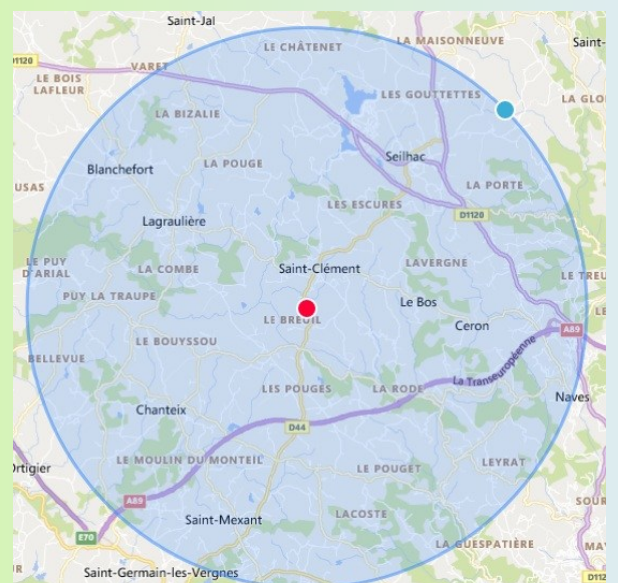 Saint-Jal
LE CHÂTENET
LA MAISONNEUVE
Saint-
D1120
VARET
LE BOIS
LAFLEUR
LES GOUTTETTES
LA GLO
LA BIZALIE
Blanchefort
LA POUGE
Seilhac
USAS
LA PORTE
LES ESCURES
Lagraulière
D1120
LE PUY
D'ARIAL
LA COMBE
Saint-Clément
LAVERGNE
LE TREU
PUY LA TRAUPE
Le Bos
LE BREUIL
Ceron
A89
LE BOUYSSOU
BELLEVUE
La Transeuropéenne
LES POUGES
LA RODE
Naves
Chanteix
D44
LE MOULIN DU MONTEIL
LE POUGET
LEYRAT
Ortigier
A89
SOUR
LACOSTE
Saint-Mexant
E70
LA GUESPATIÈRE
MA
Saint-Germain-les-Vergnes
D112